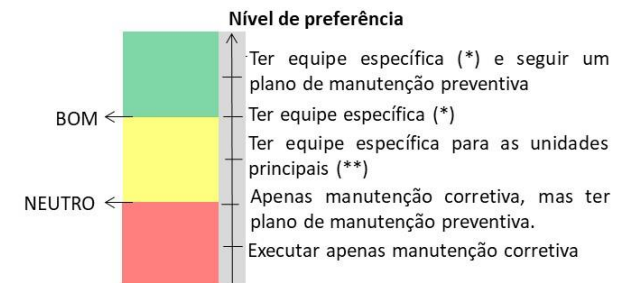 Nível de preferência
Ter equipe específica (*) e seguir um
plano de manutenção preventiva
BOM
Ter equipe específica (*)
Ter equipe específica para as unidades
principais (**)
NEUTRO
Apenas manutenção corretiva, mas ter
plano de manutenção preventiva.
Executar apenas manutenção corretiva